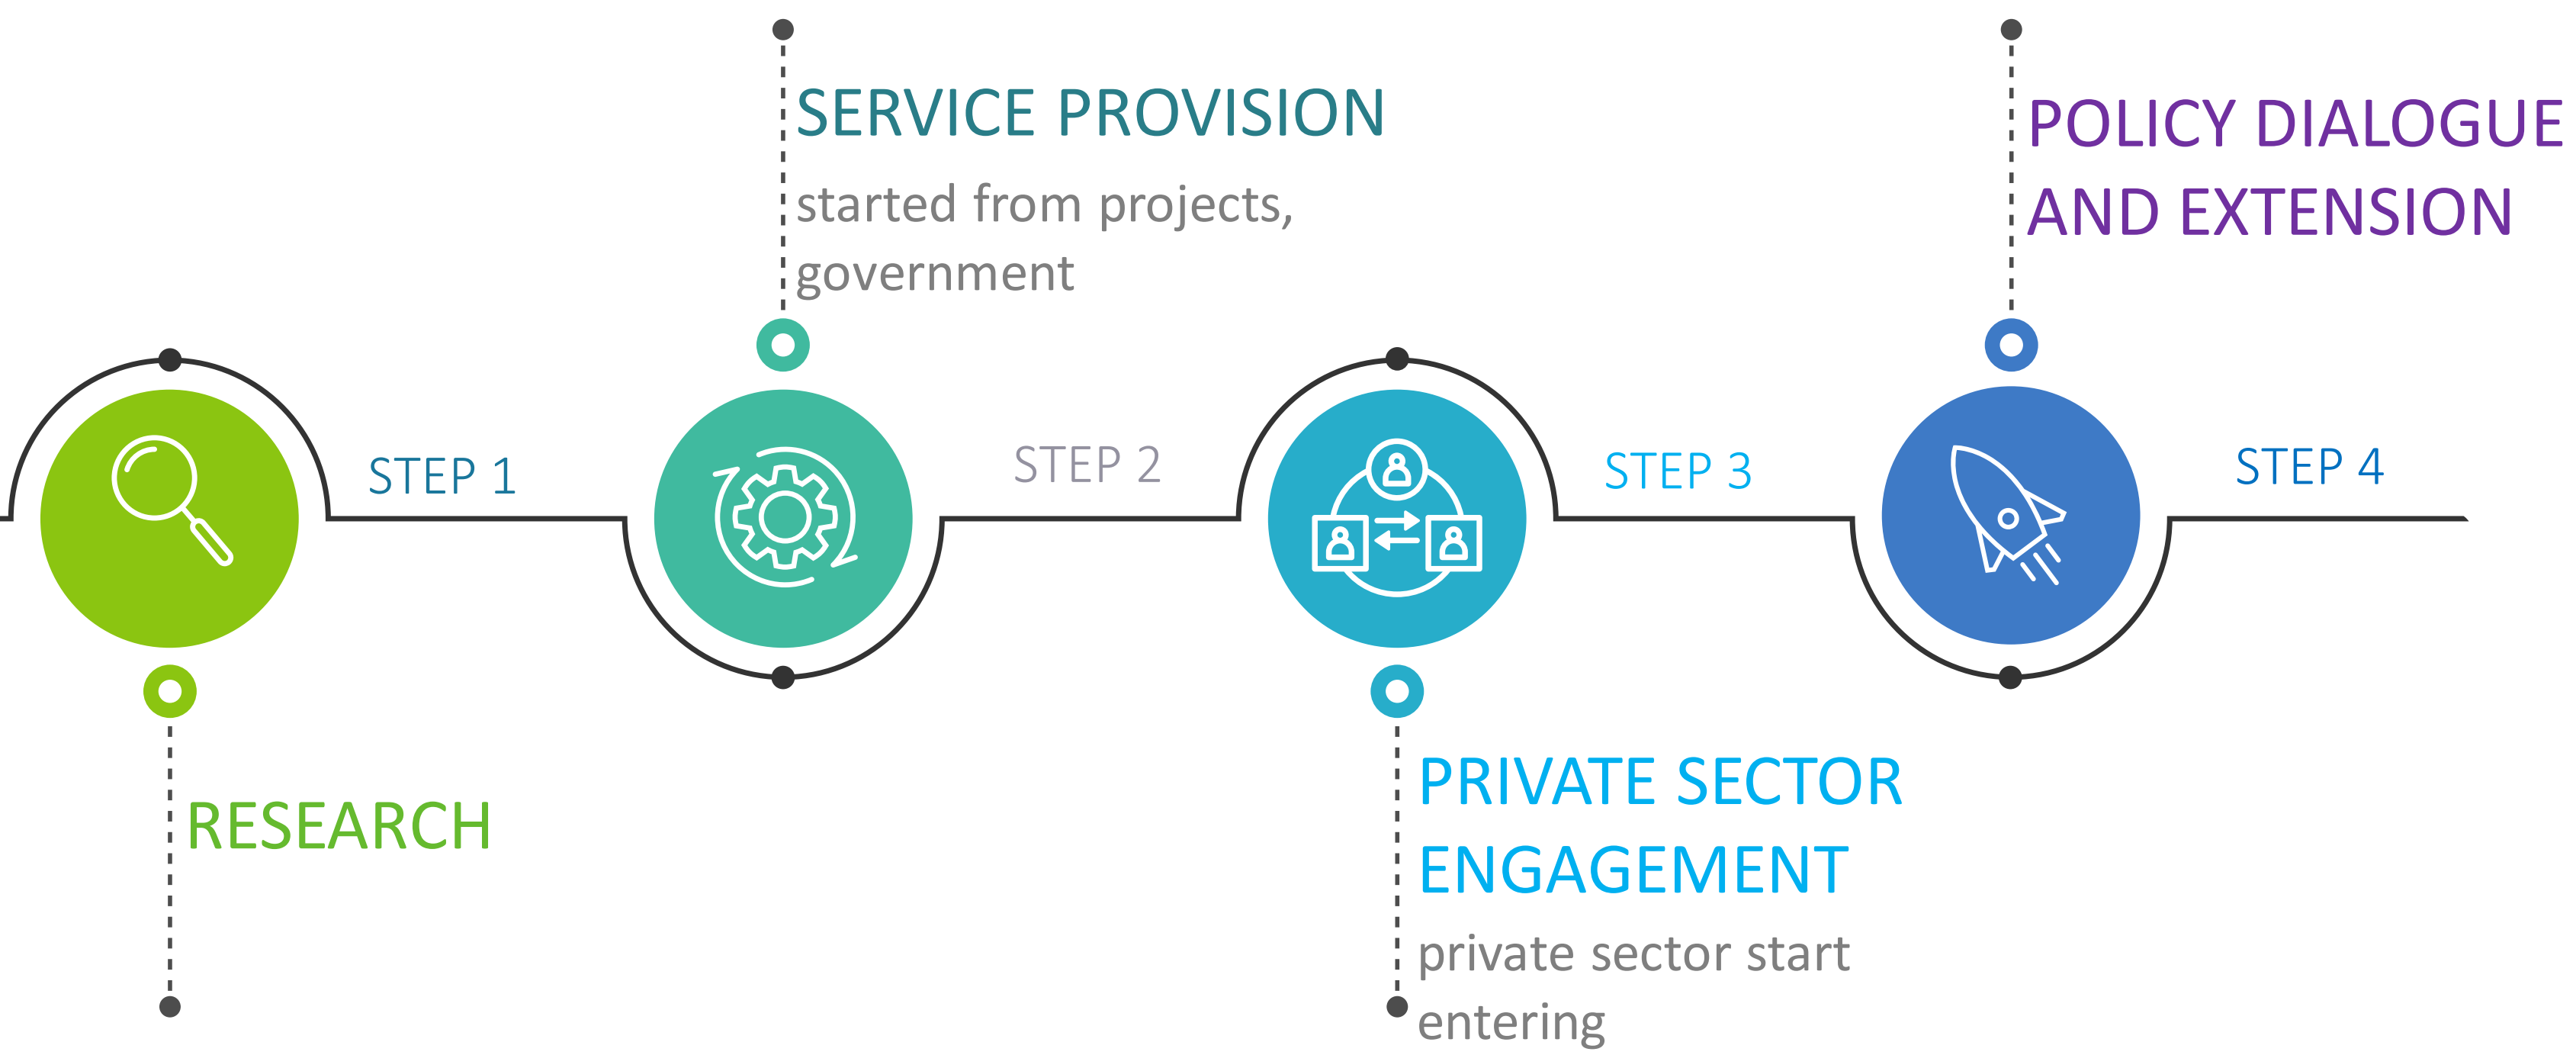 RESEARCH
STEP 1
SERVICE PROVISION
started from projects,
government
STEP 2
PRIVATE SECTOR
ENGAGEMENT
private sector start
entering
STEP 3
POLICY DIALOGUE
AND EXTENSION
STEP 4